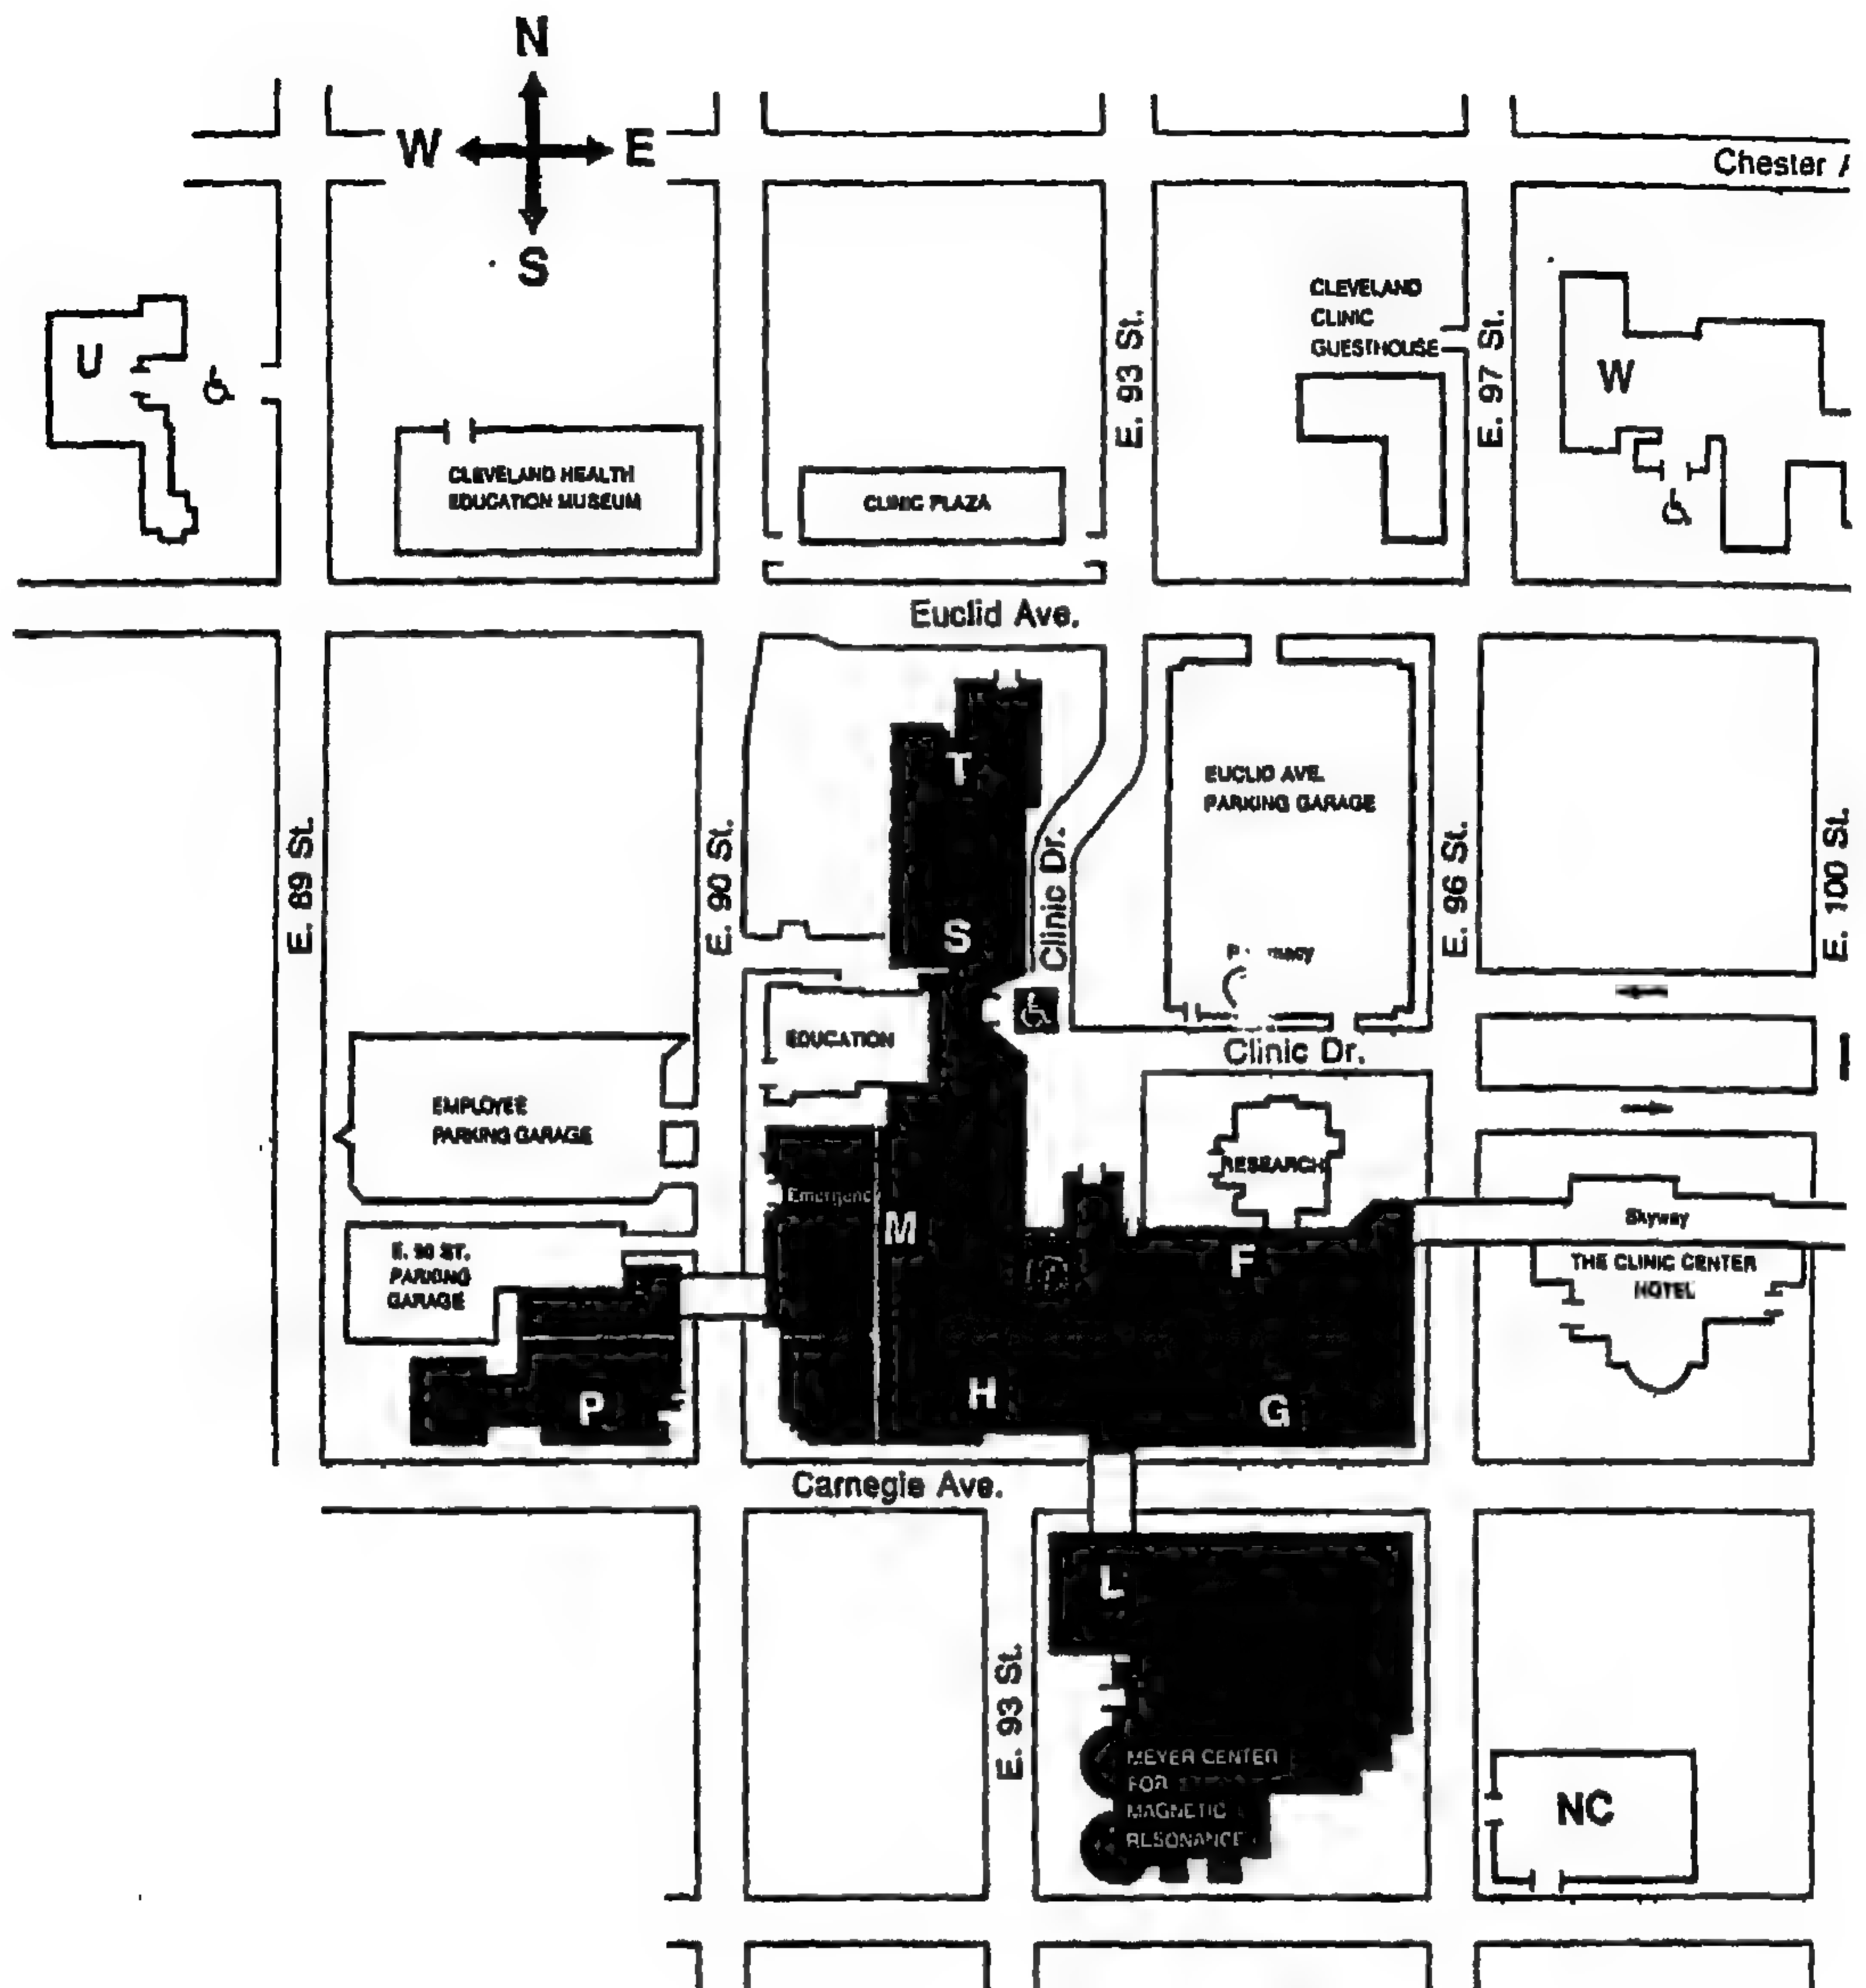 N
W E
S
Chester
U
CLEVELAND
CLINIC
GUESTHOUSE
E. 93 St.
E. 97 St.
W
CLEVELAND HEALTH
EDUCATION MUSEUM
CLINIC PLAZA
Euclid Ave.
T
EUCLID AVE.
PARKING GARAGE
E. 89 St.
E. 90 St.
Clinic Dr.
E. 96 St.
E. 100 St.
S
EDUCATION
Clinic Dr.
EMPLOYEE
PARKING GARAGE
RESEARCH
M
Skyway
E. 90 ST.
PARKING
GARAGE
F
THE CLINIC CENTER
HOTEL
P
H
G
Carnegie Ave.
L
E. 93 St.
MEYER CENTER
FOR
MAGNETIC
RESONANCE
NC